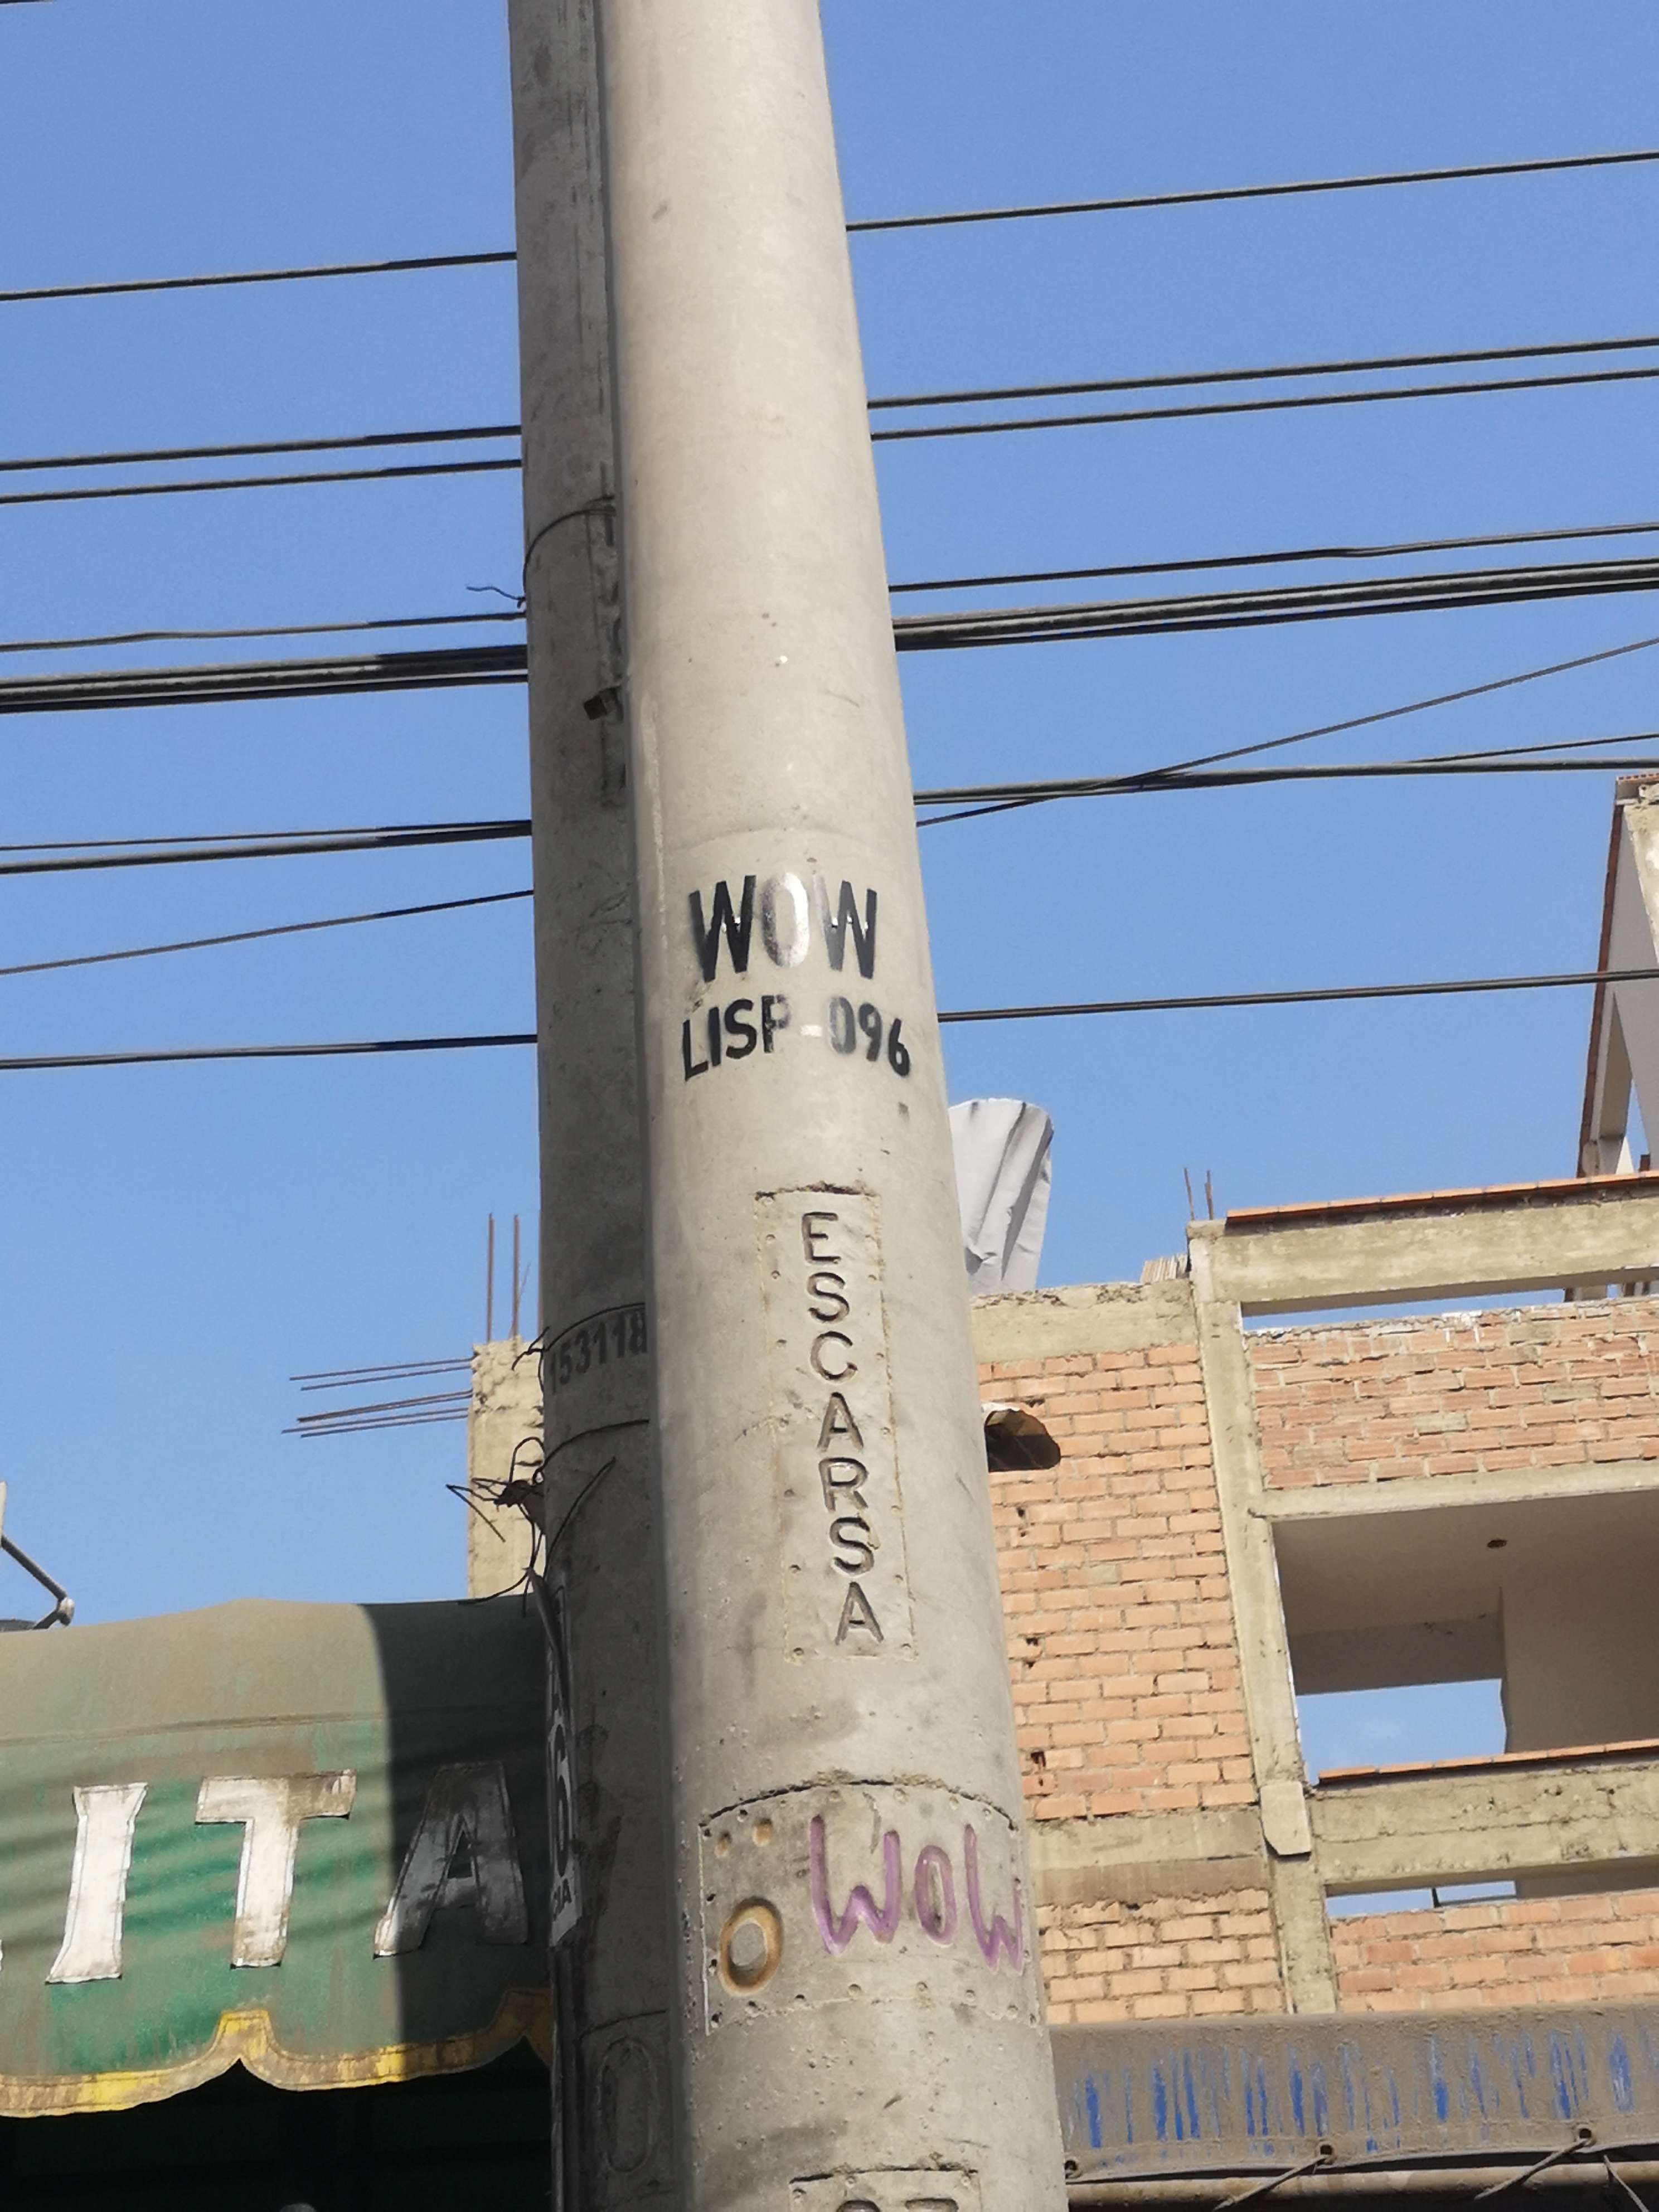 WOW
LISP-096
ESCARSA
153118
WOW
ITA